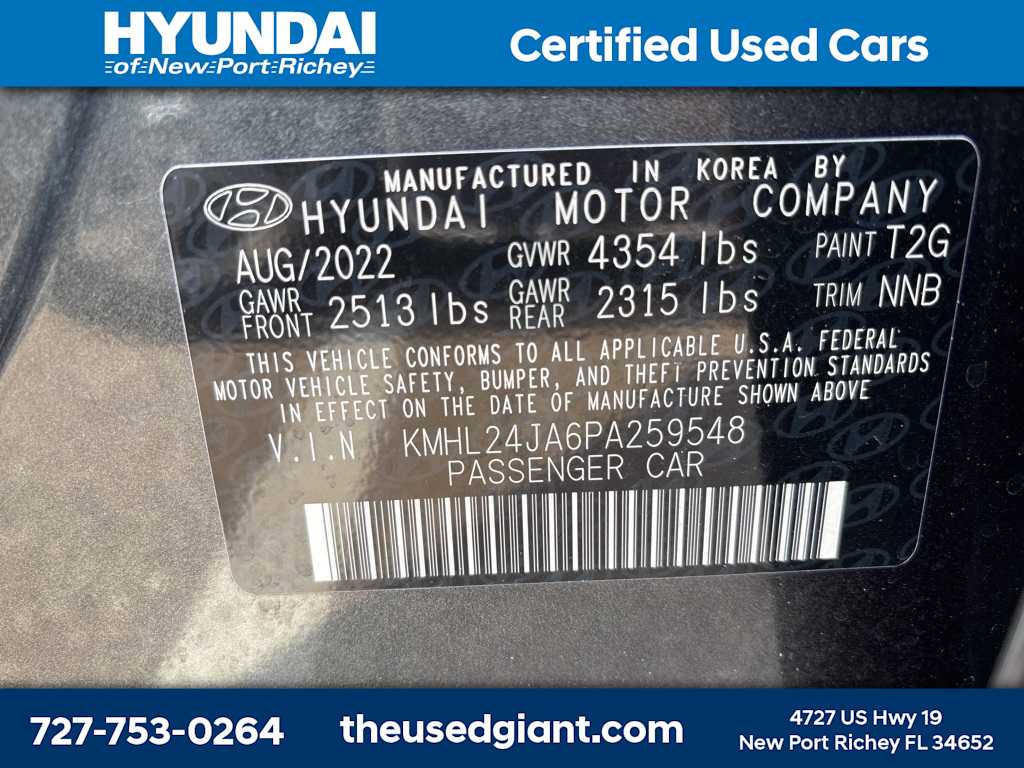 HYUNDAI
of New Port Richey
Certified Used Cars
MANUFACTURED IN KOREA BY
HYUNDAI MOTOR COMPANY
AUG/2022 GVWR 4354 lbs PAINT T2G
GAWR FRONT 2513 lbs GAWR REAR 2315 lbs TRIM NNB
THIS VEHICLE CONFORMS TO ALL APPLICABLE U.S.A. FEDERAL
MOTOR VEHICLE SAFETY, BUMPER, AND THEFT PREVENTION STANDARDS
IN EFFECT ON THE DATE OF MANUFACTURE SHOWN ABOVE
V.I.N KMHL24JA6PA259548
PASSENGER CAR
727-753-0264
theusedgiant.com
4727 US Hwy 19
New Port Richey FL 34652